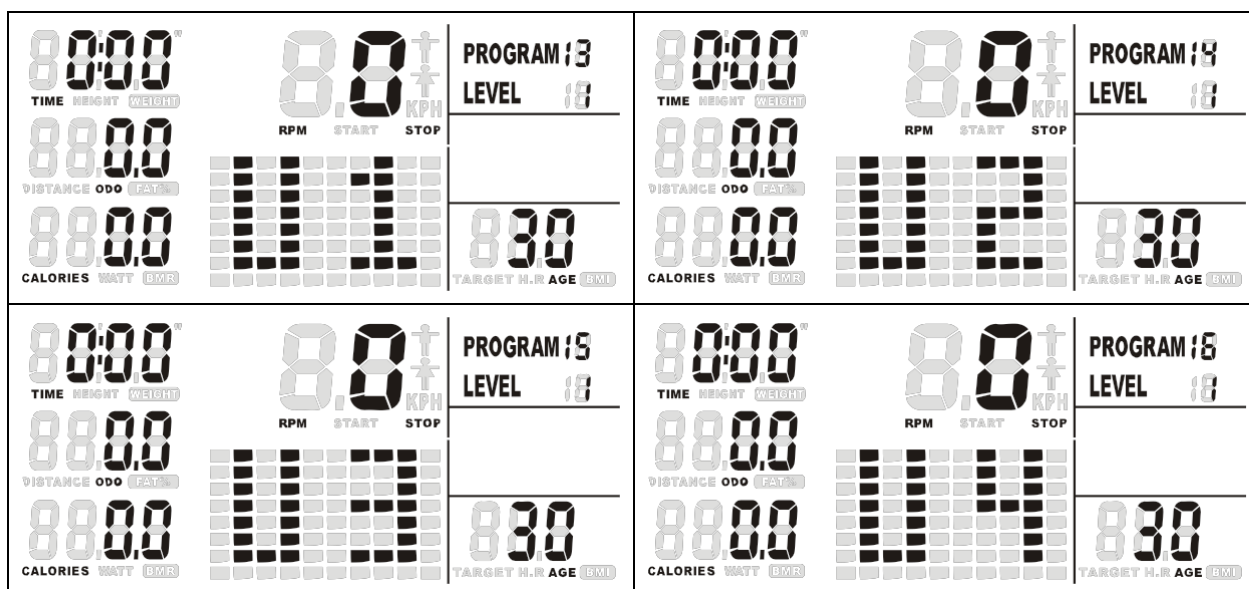 0:00
TIME HEIGHT WEIGHT
0.0
DISTANCE ODO FAT%
0.0
CALORIES WATT BMR
0
KPH
RPM START STOP
U1
PROGRAM 13
LEVEL 1
30
TARGET H.R AGE BMI
0:00
TIME HEIGHT WEIGHT
0.0
DISTANCE ODO FAT%
0.0
CALORIES WATT BMR
0
KPH
RPM START STOP
U2
PROGRAM 14
LEVEL 1
30
TARGET H.R AGE BMI
0:00
TIME HEIGHT WEIGHT
0.0
DISTANCE ODO FAT%
0.0
CALORIES WATT BMR
0
KPH
RPM START STOP
U3
PROGRAM 15
LEVEL 1
30
TARGET H.R AGE BMI
0:00
TIME HEIGHT WEIGHT
0.0
DISTANCE ODO FAT%
0.0
CALORIES WATT BMR
0
KPH
RPM START STOP
U4
PROGRAM 16
LEVEL 1
30
TARGET H.R AGE BMI